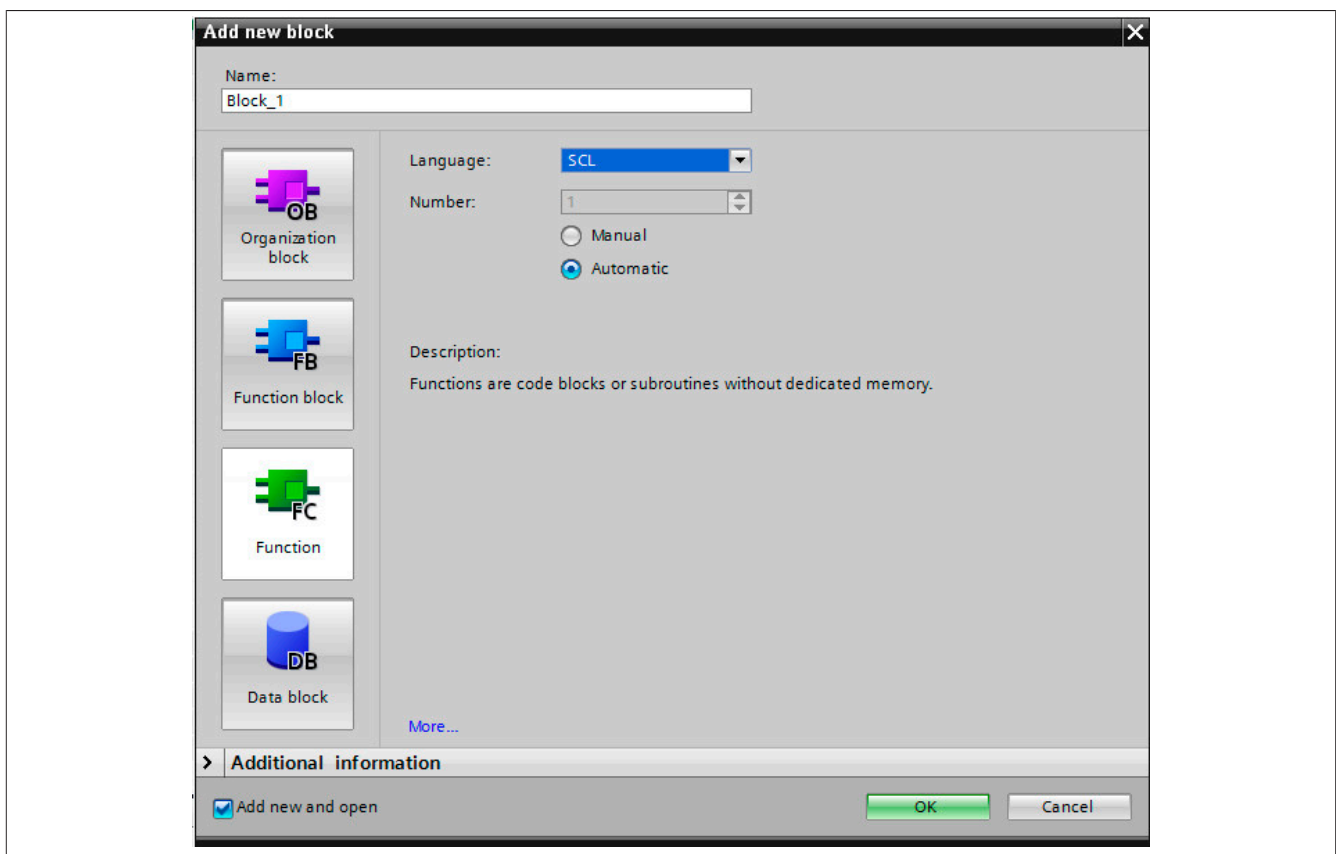 Add new block
Name:
Block_1
OB
Organization
block
FB
Function block
FC
Function
DB
Data block
Language:
SCL
Number:
1
Manual
Automatic
Description:
Functions are code blocks or subroutines without dedicated memory.
More...
Additional information
Add new and open
OK
Cancel